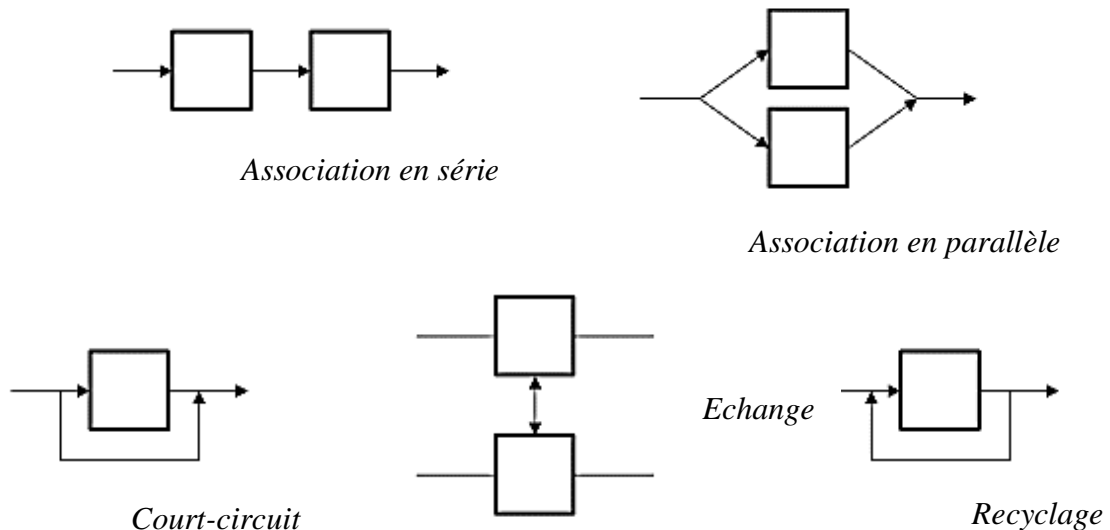 Association en série
Association en parallèle
Echange
Court-circuit
Recyclage